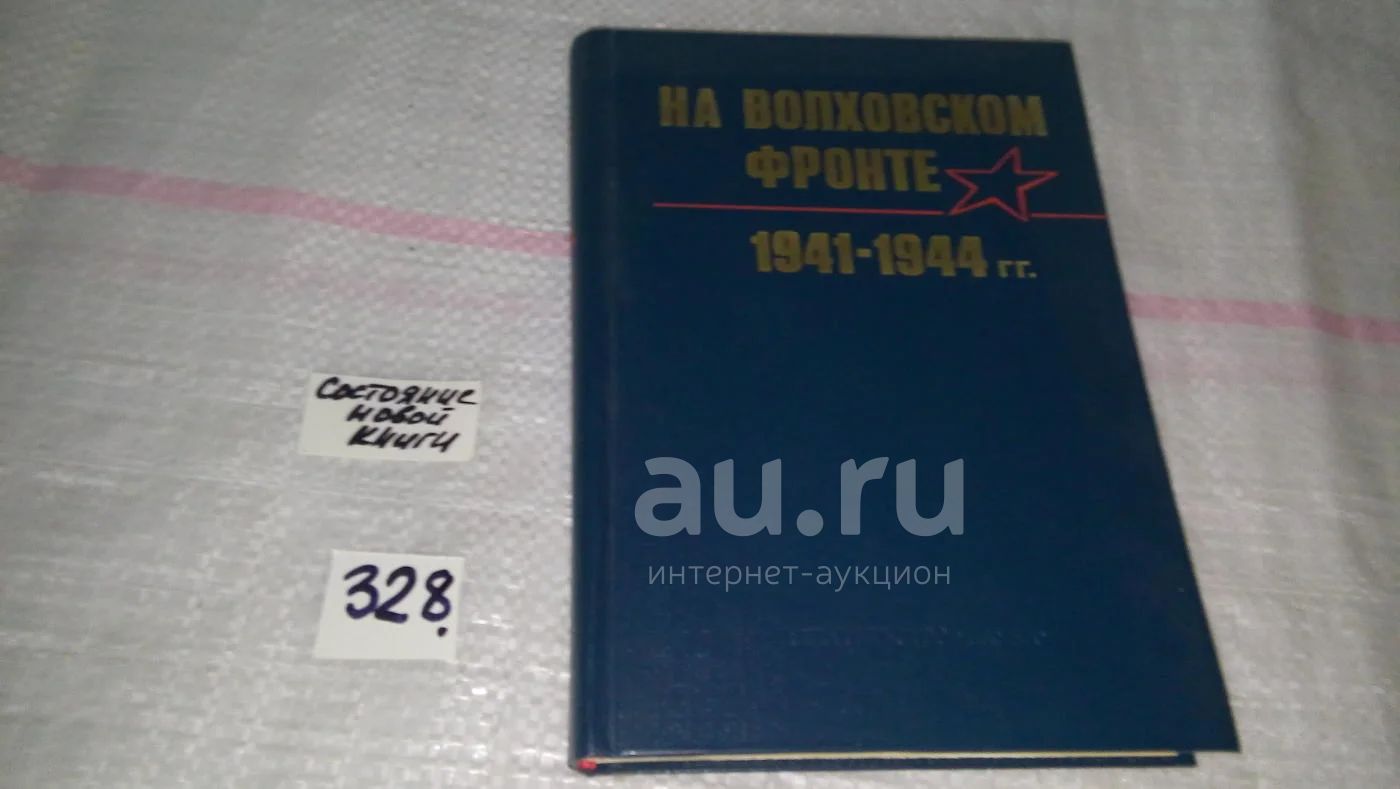 НА ВОЛХОВСКОМ
ФРОНТЕ
1941-1944 гг.
Состояние
новой
книги
328.
au.ru
интернет-аукцион